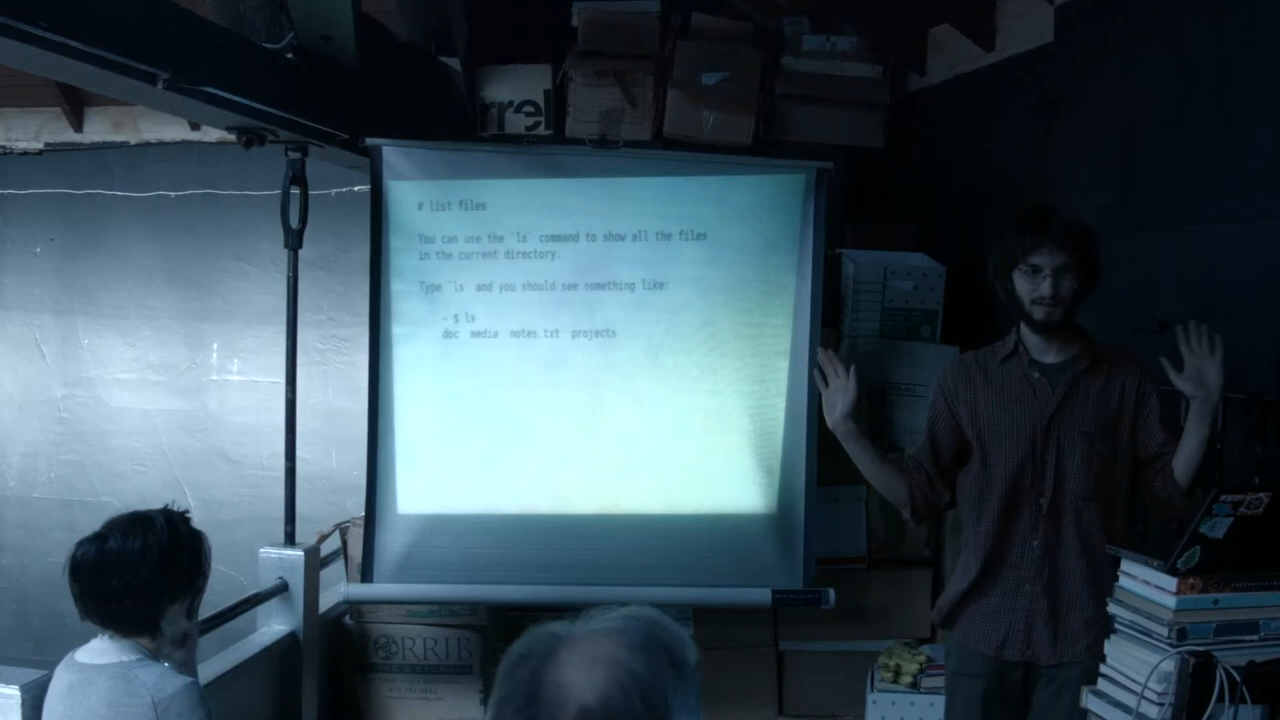 rrel
# list files
You can use the `ls` command to show all the files
in the current directory.
Type `ls` and you should see something like:
~ $ ls
doc media notes.txt projects
ORRIB